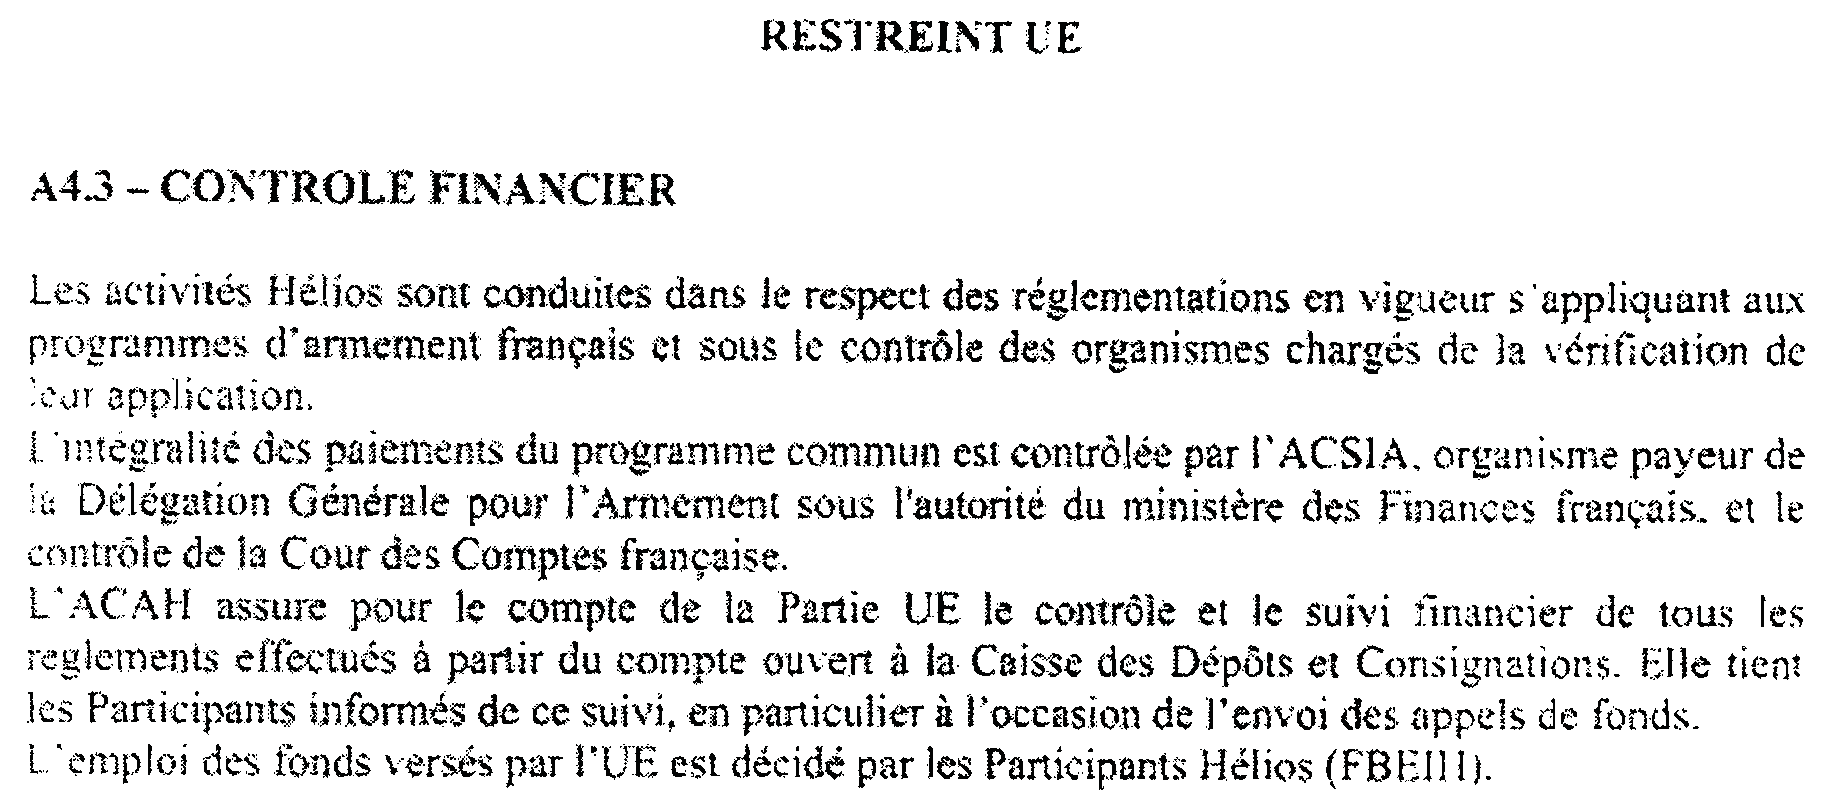 RESTREINT UE
A4.3 – CONTROLE FINANCIER
Les activités Hélios sont conduites dans le respect des réglementations en vigueur s'appliquant aux
programmes d'armement français et sous le contrôle des organismes chargés de la vérification de
leur application.
L'intégralité des paiements du programme commun est contrôlée par l'ACSIA, organisme payeur de
la Délégation Générale pour l'Armement sous l'autorité du ministère des Finances français, et le
contrôle de la Cour des Comptes française.
L'ACAH assure pour le compte de la Partie UE le contrôle et le suivi financier de tous les
reglements effectués à partir du compte ouvert à la Caisse des Dépôts et Consignations. Elle tient
les Participants informés de ce suivi, en particulier à l'occasion de l'envoi des appels de fonds.
L'emploi des fonds versés par l'UE est décidé par les Participants Hélios